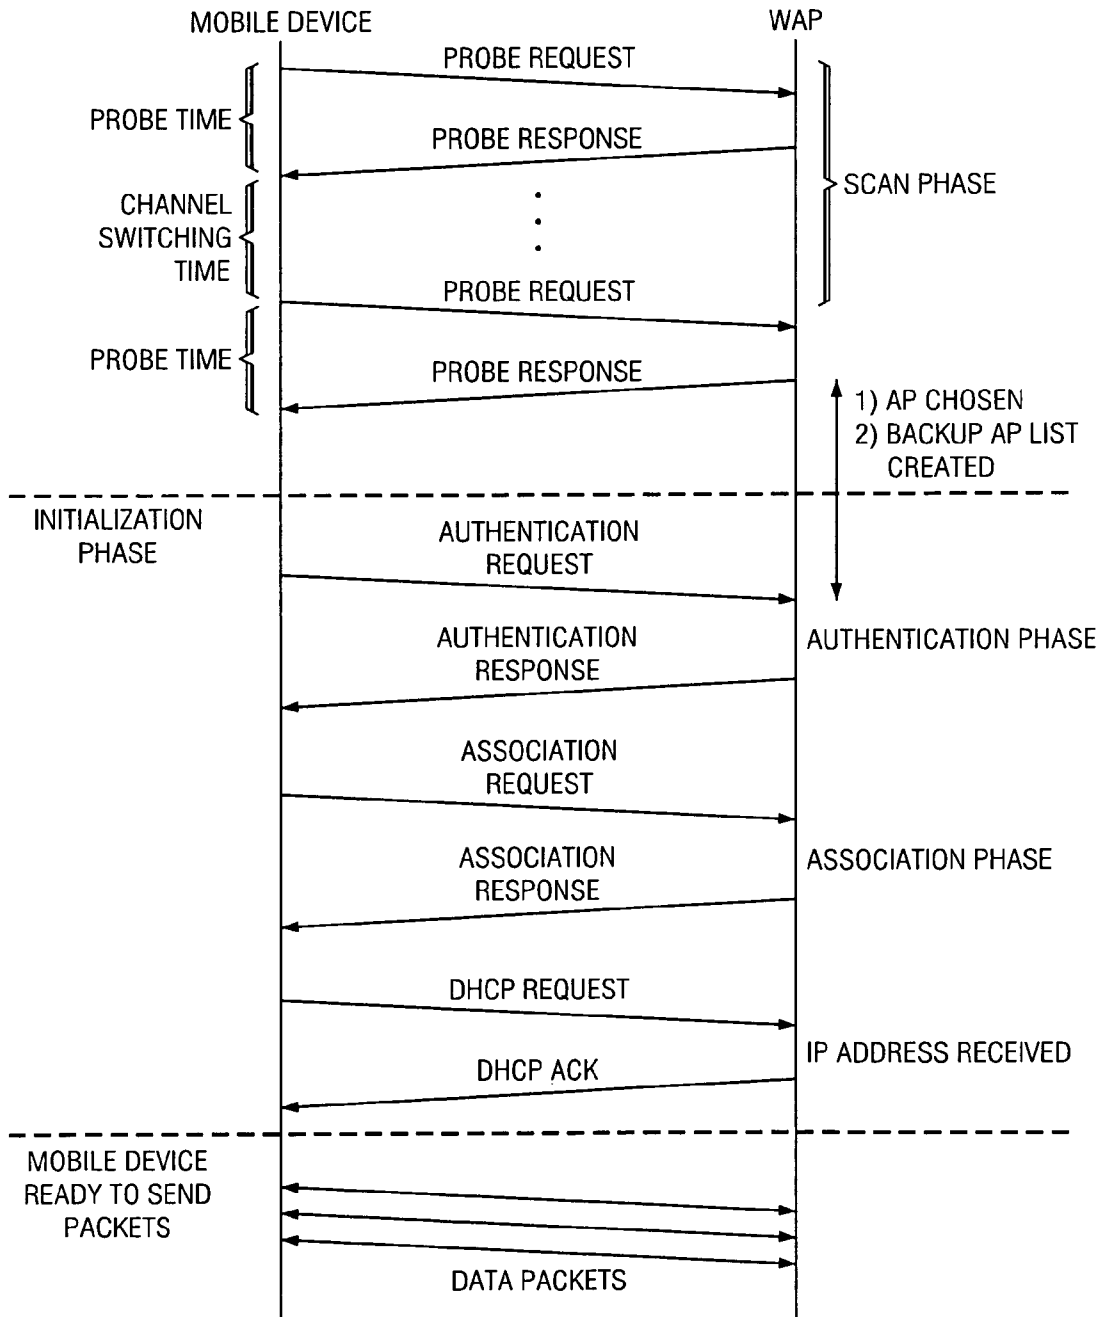 MOBILE DEVICE
WAP
PROBE REQUEST
PROBE TIME
PROBE RESPONSE
SCAN PHASE
CHANNEL
SWITCHING
TIME
PROBE REQUEST
PROBE TIME
PROBE RESPONSE
1) AP CHOSEN
2) BACKUP AP LIST
CREATED
INITIALIZATION
PHASE
AUTHENTICATION
REQUEST
AUTHENTICATION
RESPONSE
AUTHENTICATION PHASE
ASSOCIATION
REQUEST
ASSOCIATION
RESPONSE
ASSOCIATION PHASE
DHCP REQUEST
IP ADDRESS RECEIVED
DHCP ACK
MOBILE DEVICE
READY TO SEND
PACKETS
DATA PACKETS